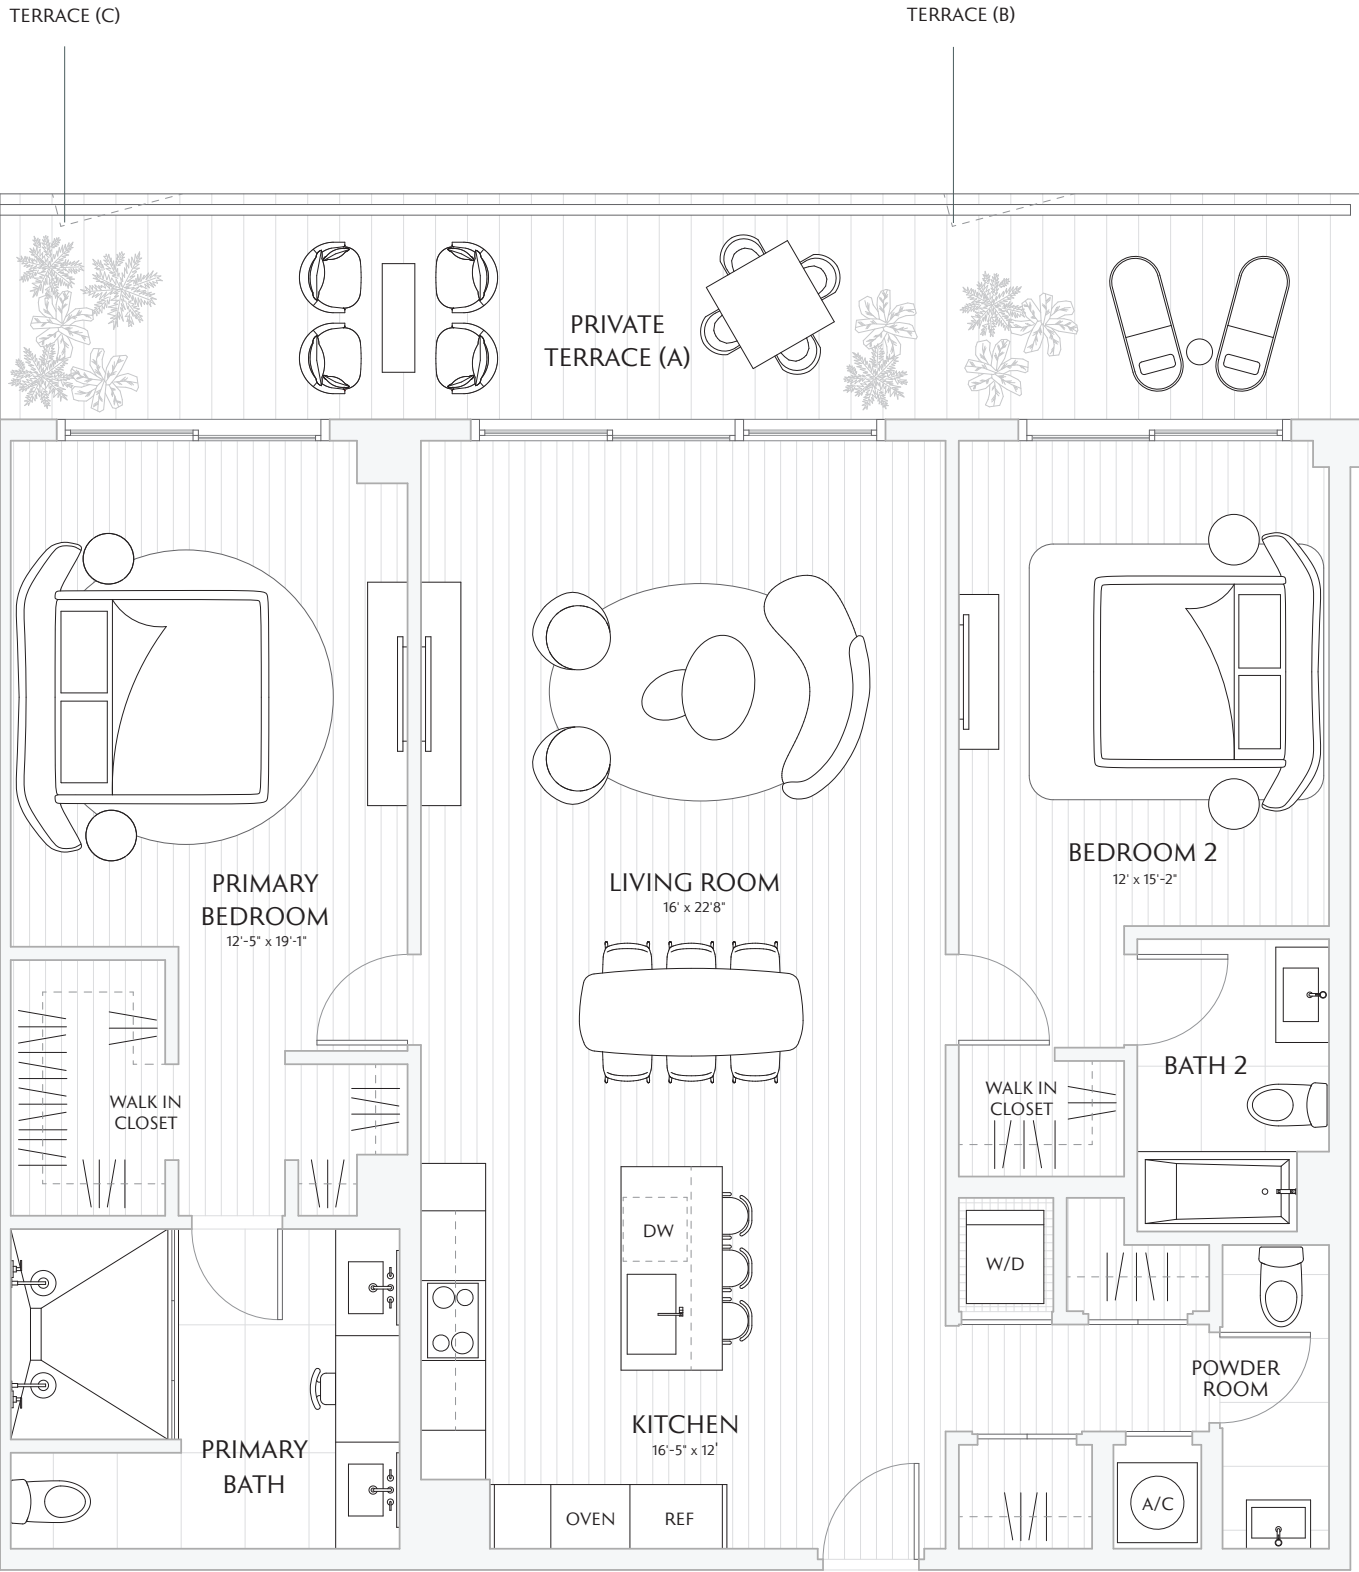 TERRACE (C)
TERRACE (B)
PRIVATE
TERRACE (A)
PRIMARY
BEDROOM
12'-5" x 19'-1"
LIVING ROOM
16' x 22'8"
BEDROOM 2
12' x 15'-2"
WALK IN
CLOSET
WALK IN
CLOSET
BATH 2
DW
W/D
POWDER
ROOM
KITCHEN
16'-5" x 12'
PRIMARY
BATH
OVEN
REF
A/C